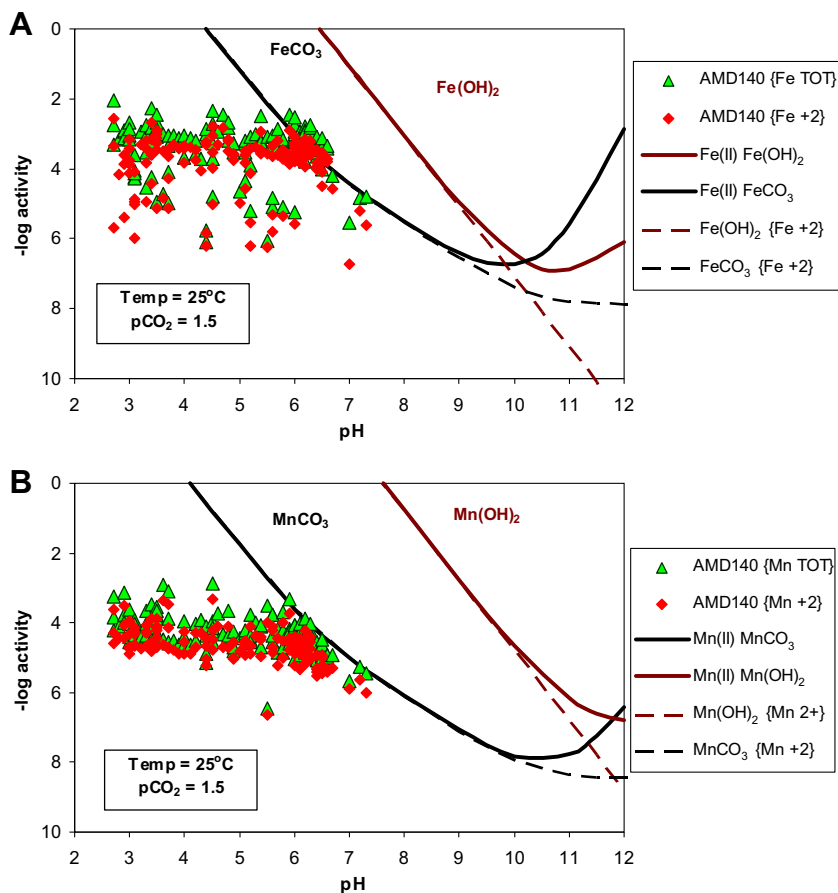 A
0
2
4
6
8
10
-log activity
FeCO₃
Fe(OH)₂
Temp = 25°C
pCO₂ = 1.5
2 3 4 5 6 7 8 9 10 11 12
pH
AMD140 {Fe TOT}
AMD140 {Fe +2}
Fe(II) Fe(OH)₂
Fe(II) FeCO₃
Fe(OH)₂ {Fe +2}
FeCO₃ {Fe +2}
B
0
2
4
6
8
10
-log activity
MnCO₃
Mn(OH)₂
Temp = 25°C
pCO₂ = 1.5
2 3 4 5 6 7 8 9 10 11 12
pH
AMD140 {Mn TOT}
AMD140 {Mn +2}
Mn(II) MnCO₃
Mn(II) Mn(OH)₂
Mn(OH)₂ {Mn 2+}
MnCO₃ {Mn +2}